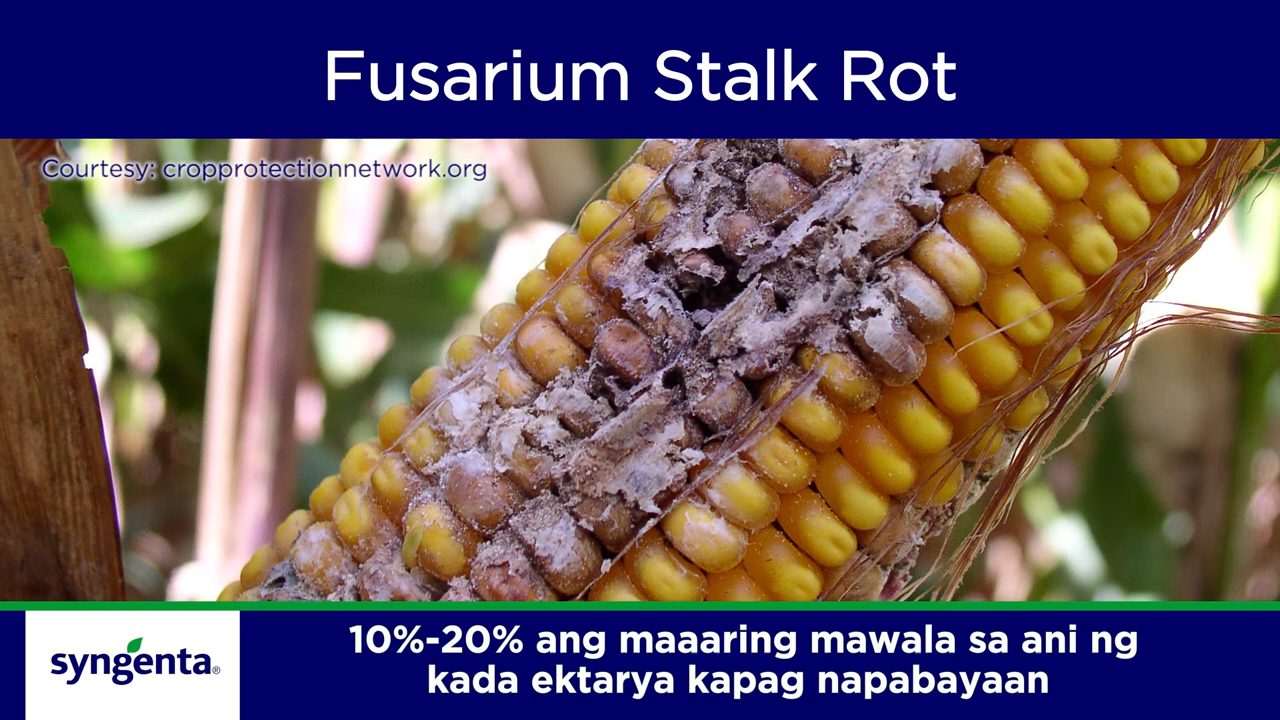 Fusarium Stalk Rot
Courtesy: cropprotectionnetwork.org
syngenta®
10%-20% ang maaaring mawala sa ani ng
kada ektarya kapag napabayaan